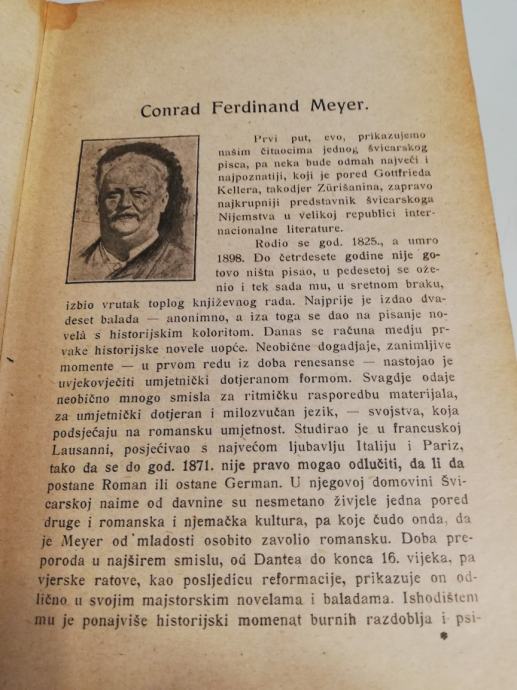 Conrad Ferdinand Meyer.
Prvi put, evo, prikazujemo
našim čitaocima jednog švicarskog
pisca, pa neka bude odmah najveći i
najpoznatiji, koji je pored Gottfrieda
Kellera, takodjer Zürišanina, zapravo
najkrupniji predstavnik švicarskoga
Nijemstva u velikoj republici inter-
nacionalne literature.
Rodio se god. 1825., a umro
1898. Do četrdesete godine nije go-
tovo ništa pisao, u pedesetoj se ože-
nio i tek sada mu, u sretnom braku,
izbio vrutak toplog književnog rada. Najprije je izdao dva-
deset balada — anonimno, a iza toga se dao na pisanje no-
velâ s historijskim koloritom. Danas se računa medju pr-
vake historijske novele uopće. Neobične dogadjaje, zanimljive
momente — u prvom redu iz doba renesanse — nastojao je
uvjekovječiti umjetnički dotjeranom formom. Svagdje odaje
neobično mnogo smisla za ritmičku rasporedbu materijala,
za umjetnički dotjeran i milozvučan jezik, — svojstva, koja
podsjećaju na romansku umjetnost. Studirao je u francuskoj
Lausanni, posjećivao s najvećom ljubavlju Italiju i Pariz,
tako da se do god. 1871. nije pravo mogao odlučiti, da li da
postane Roman ili ostane German. U njegovoj domovini Švi-
carskoj naime od davnine su nesmetano živjele jedna pored
druge i romanska i njemačka kultura, pa koje čudo onda, da
je Meyer od mladosti osobito zavolio romansku. Doba pre-
poroda u najširem smislu, od Dantea do konca 16. vijeka, pa
vjerske ratove, kao posljedicu reformacije, prikazuje on od-
lično u svojim majstorskim novelama i baladama. Ishodištem
mu je ponajviše historijski momenat burnih razdoblja i psi-
*